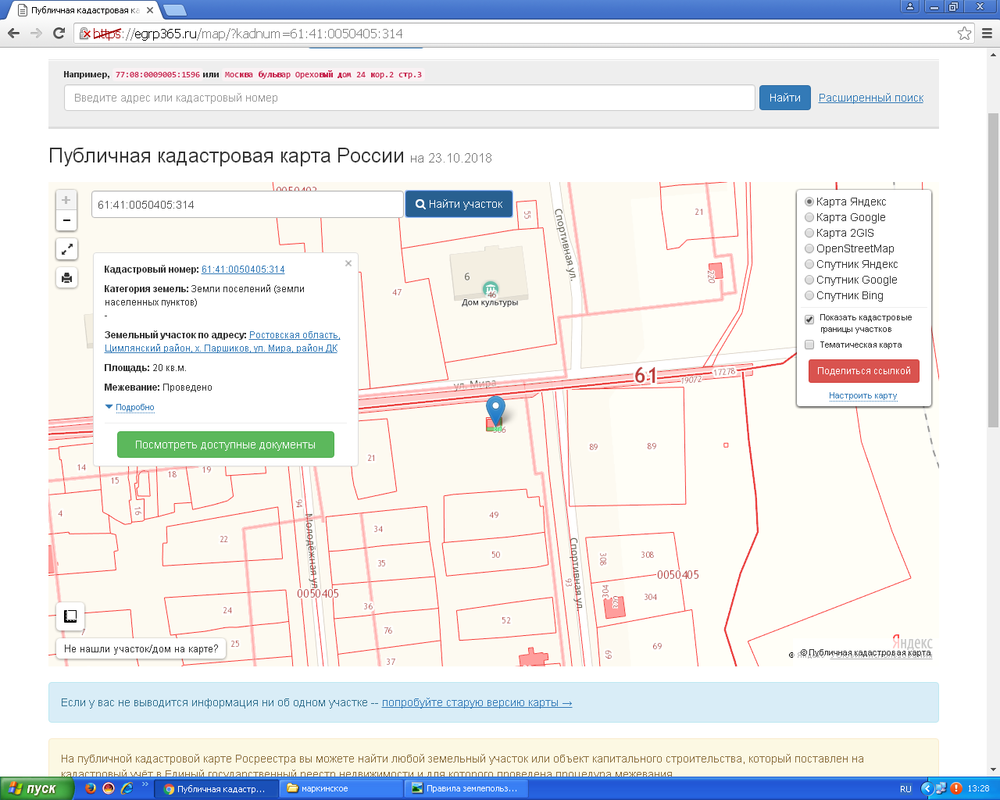 Публичная кадастровая ка
https://egrp365.ru/map/?kadnum=61:41:0050405:314
Например, 77:08:0009005:1596 или Москва бульвар Ореховый дом 24 кор.2 стр.3
Введите адрес или кадастровый номер
Найти
Расширенный поиск
Публичная кадастровая карта России на 23.10.2018
61:41:0050405:314
Найти участок
Кадастровый номер: 61:41:0050405:314
Категория земель: Земли поселений (земли
населенных пунктов)
-
Земельный участок по адресу: Ростовская область,
Цимлянский район, х. Паршиков, ул. Мира, район ДК
Площадь: 20 кв.м.
Межевание: Проведено
Подробно
Посмотреть доступные документы
Карта Яндекс
Карта Google
Карта 2GIS
OpenStreetMap
Спутник Яндекс
Спутник Google
Спутник Bing
Показать кадастровые
границы участков
Тематическая карта
Поделиться ссылкой
Настроить карту
55
21
220
Спортивная ул.
47
6
46
Дом культуры
ул. Мира
61
19072
17278
306
89
89
21
14
15
16
18
19
4
94
Молодёжная ул.
22
34
49
35
50
0050405
36
24
76
52
25
37
7
93
Спортивная ул.
308
308
0050405
304
304
320
69
69
Не нашли участок/дом на карте?
Яндекс
© Публичная кадастровая карта
Если у вас не выводится информация ни об одном участке -- попробуйте старую версию карты →
На публичной кадастровой карте Росреестра вы можете найти любой земельный участок или объект капитального строительства, который поставлен на
кадастровый учёт в Единый государственный реестр недвижимости и для которого проведена процедура межевания.
пуск
Публичная кадастр...
маркинское
Правила землепольз...
RU
13:28